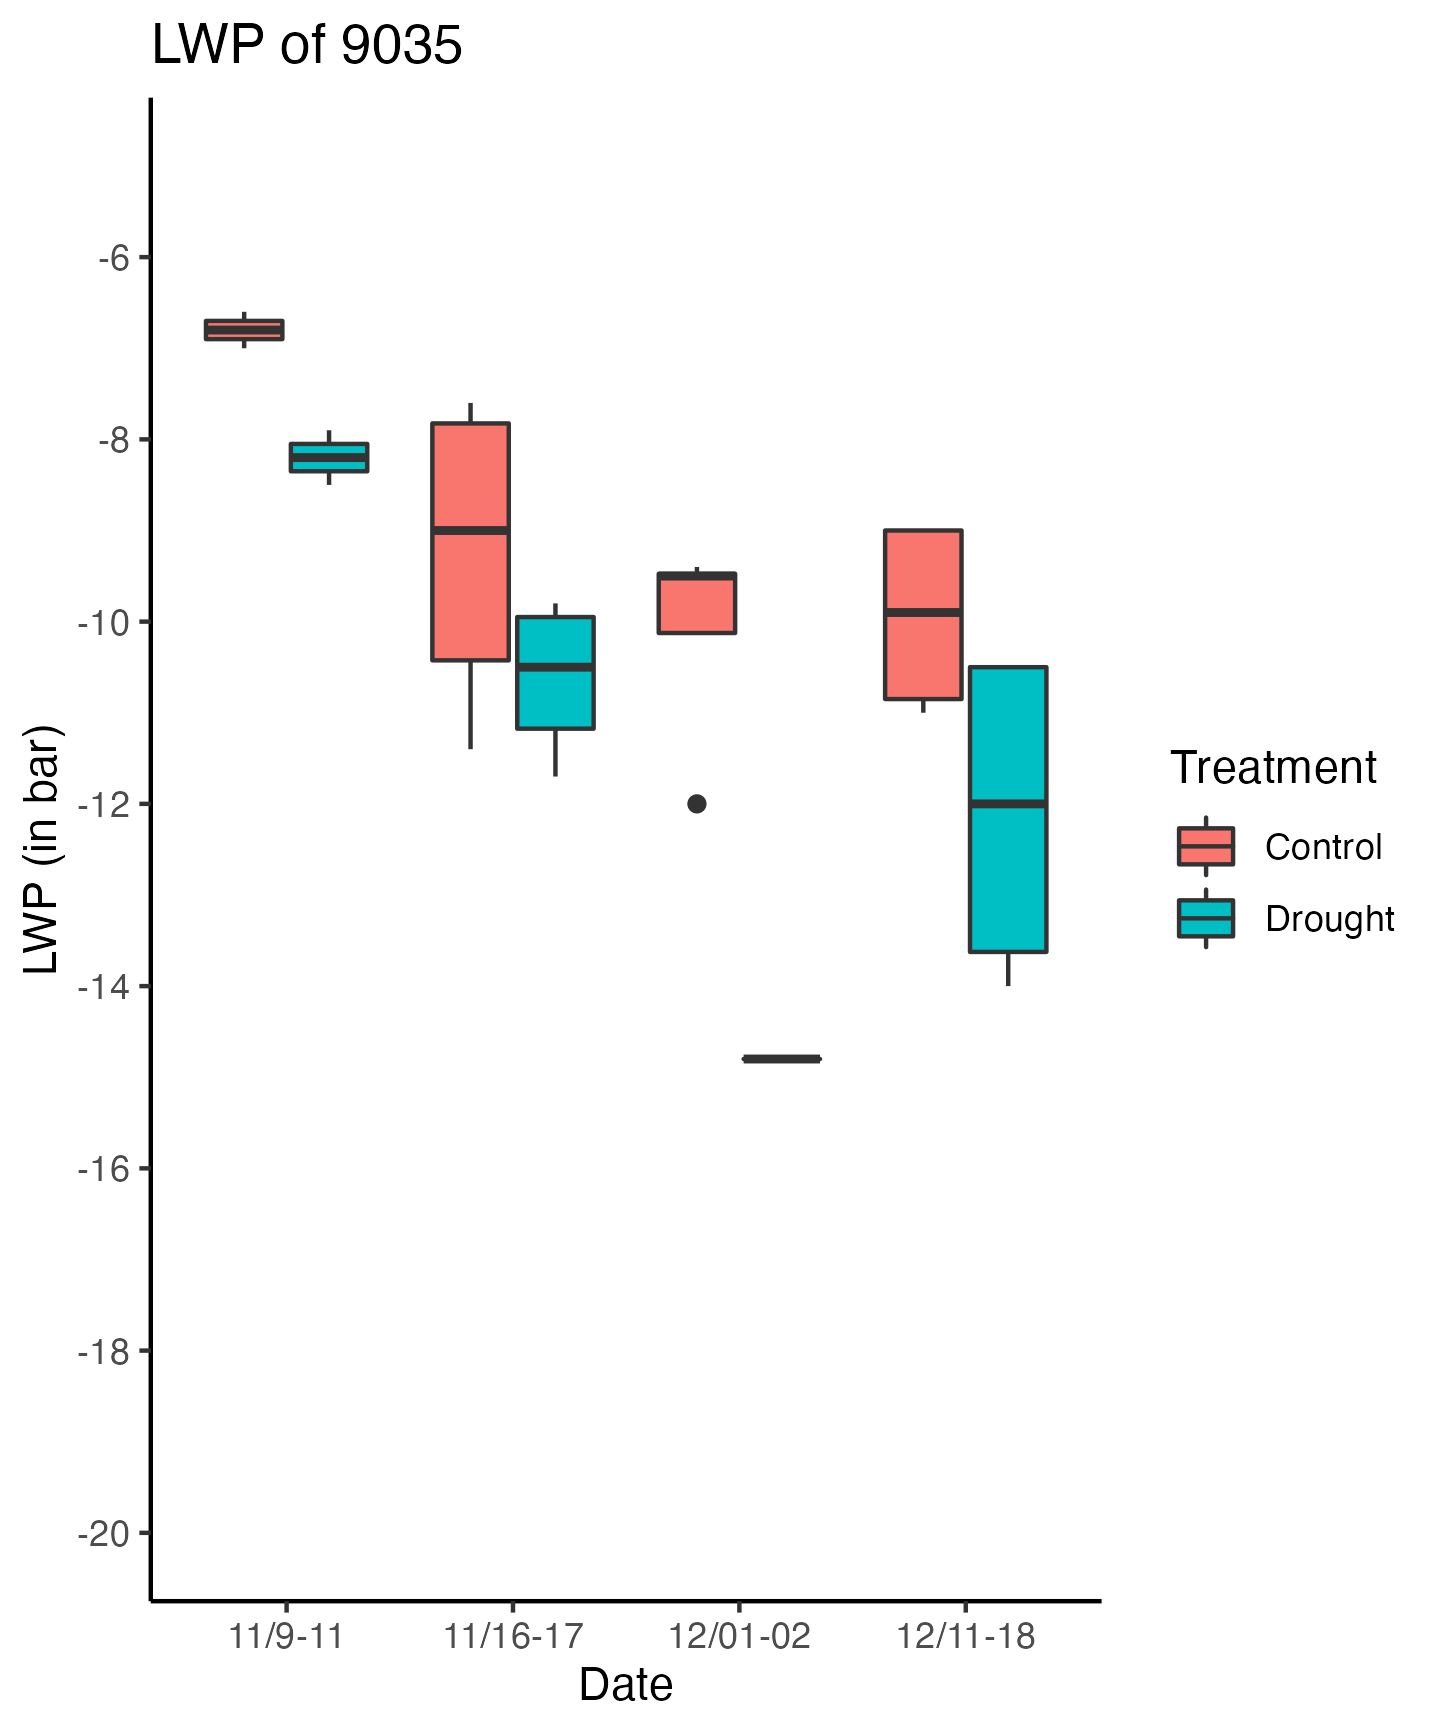 LWP of 9035
-6
-8
-10
-12
-14
-16
-18
-20
LWP (in bar)
11/9-11
11/16-17
12/01-02
12/11-18
Date
Treatment
Control
Drought